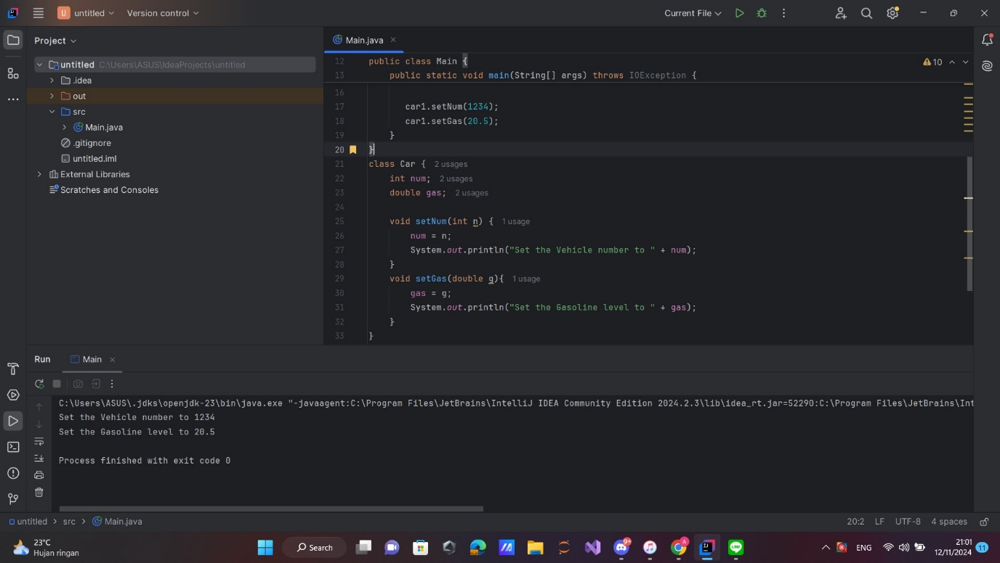 U untitled Version control Current File
Project Main.java
untitled C:\Users\ASUS\IdeaProjects\untitled
.idea
out
src
Main.java
.gitignore
untitled.iml
External Libraries
Scratches and Consoles
10
12 public class Main {
13 public static void main(String[] args) throws IOException {
16
17 car1.setNum(1234);
18 car1.setGas(20.5);
19 }
20 }
21 class Car { 2 usages
22 int num; 2 usages
23 double gas; 2 usages
24
25 void setNum(int n) { 1 usage
26 num = n;
27 System.out.println("Set the Vehicle number to " + num);
28 }
29 void setGas(double g){ 1 usage
30 gas = g;
31 System.out.println("Set the Gasoline level to " + gas);
32 }
33 }
Run Main
C:\Users\ASUS\.jdks\openjdk-23\bin\java.exe "-javaagent:C:\Program Files\JetBrains\IntelliJ IDEA Community Edition 2024.2.3\lib\idea_rt.jar=52290:C:\Program Files\JetBrains\Int
Set the Vehicle number to 1234
Set the Gasoline level to 20.5
Process finished with exit code 0
untitled > src > Main.java 20:2 LF UTF-8 4 spaces
23°C
Hujan ringan
Search
ENG
21:01
12/11/2024
11